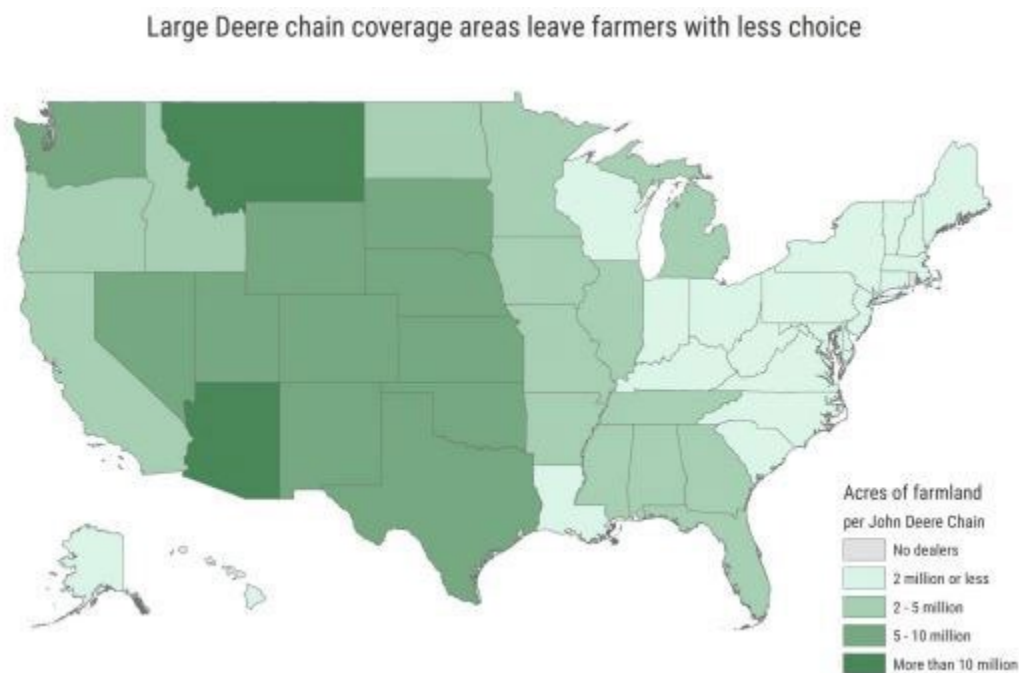 Large Deere chain coverage areas leave farmers with less choice
Acres of farmland
per John Deere Chain
No dealers
2 million or less
2 - 5 million
5 - 10 million
More than 10 million